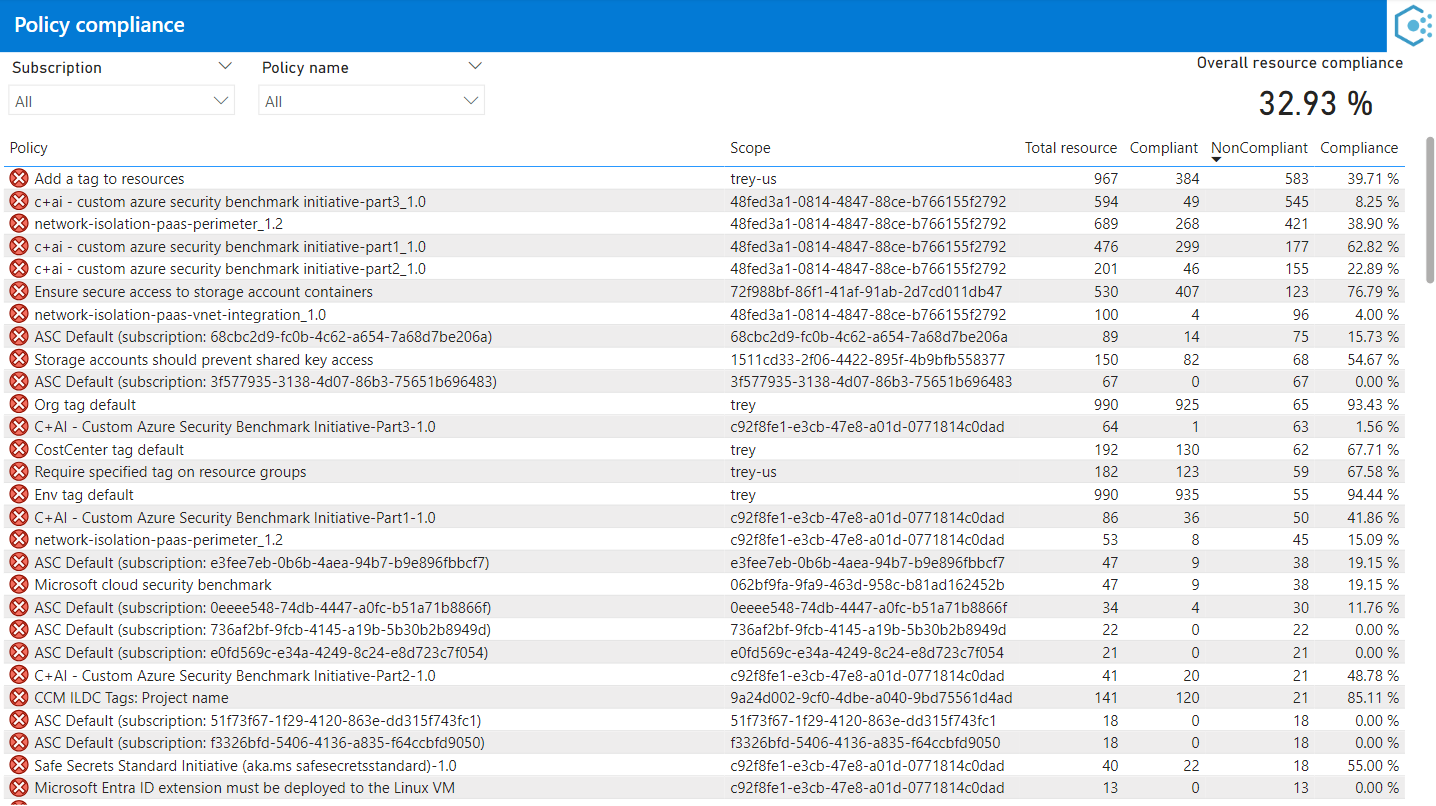 Policy compliance
Subscription Policy name Overall resource compliance
All All 32.93 %
Policy Scope Total resource Compliant NonCompliant Compliance
Add a tag to resources trey-us 967 384 583 39.71 %
c+ai - custom azure security benchmark initiative-part3_1.0 48fed3a1-0814-4847-88ce-b766155f2792 594 49 545 8.25 %
network-isolation-paas-perimeter_1.2 48fed3a1-0814-4847-88ce-b766155f2792 689 268 421 38.90 %
c+ai - custom azure security benchmark initiative-part1_1.0 48fed3a1-0814-4847-88ce-b766155f2792 476 299 177 62.82 %
c+ai - custom azure security benchmark initiative-part2_1.0 48fed3a1-0814-4847-88ce-b766155f2792 201 46 155 22.89 %
Ensure secure access to storage account containers 72f988bf-86f1-41af-91ab-2d7cd011db47 530 407 123 76.79 %
network-isolation-paas-vnet-integration_1.0 48fed3a1-0814-4847-88ce-b766155f2792 100 4 96 4.00 %
ASC Default (subscription: 68cbc2d9-fc0b-4c62-a654-7a68d7be206a) 68cbc2d9-fc0b-4c62-a654-7a68d7be206a 89 14 75 15.73 %
Storage accounts should prevent shared key access 1511cd33-2f06-4422-895f-4b9bfb558377 150 82 68 54.67 %
ASC Default (subscription: 3f577935-3138-4d07-86b3-75651b696483) 3f577935-3138-4d07-86b3-75651b696483 67 0 67 0.00 %
Org tag default trey 990 925 65 93.43 %
C+AI - Custom Azure Security Benchmark Initiative-Part3-1.0 c92f8fe1-e3cb-47e8-a01d-0771814c0dad 64 1 63 1.56 %
CostCenter tag default trey 192 130 62 67.71 %
Require specified tag on resource groups trey-us 182 123 59 67.58 %
Env tag default trey 990 935 55 94.44 %
C+AI - Custom Azure Security Benchmark Initiative-Part1-1.0 c92f8fe1-e3cb-47e8-a01d-0771814c0dad 86 36 50 41.86 %
network-isolation-paas-perimeter_1.2 c92f8fe1-e3cb-47e8-a01d-0771814c0dad 53 8 45 15.09 %
ASC Default (subscription: e3fee7eb-0b6b-4aea-94b7-b9e896fbbcf7) e3fee7eb-0b6b-4aea-94b7-b9e896fbbcf7 47 9 38 19.15 %
Microsoft cloud security benchmark 062bf9fa-9fa9-463d-958c-b81ad162452b 47 9 38 19.15 %
ASC Default (subscription: 0eeee548-74db-4447-a0fc-b51a71b8866f) 0eeee548-74db-4447-a0fc-b51a71b8866f 34 4 30 11.76 %
ASC Default (subscription: 736af2bf-9fcb-4145-a19b-5b30b2b8949d) 736af2bf-9fcb-4145-a19b-5b30b2b8949d 22 0 22 0.00 %
ASC Default (subscription: e0fd569c-e34a-4249-8c24-e8d723c7f054) e0fd569c-e34a-4249-8c24-e8d723c7f054 21 0 21 0.00 %
C+AI - Custom Azure Security Benchmark Initiative-Part2-1.0 c92f8fe1-e3cb-47e8-a01d-0771814c0dad 41 20 21 48.78 %
CCM ILDC Tags: Project name 9a24d002-9cf0-4dbe-a040-9bd75561d4ad 141 120 21 85.11 %
ASC Default (subscription: 51f73f67-1f29-4120-863e-dd315f743fc1) 51f73f67-1f29-4120-863e-dd315f743fc1 18 0 18 0.00 %
ASC Default (subscription: f3326bfd-5406-4136-a835-f64ccbfd9050) f3326bfd-5406-4136-a835-f64ccbfd9050 18 0 18 0.00 %
Safe Secrets Standard Initiative (aka.ms safesecretsstandard)-1.0 c92f8fe1-e3cb-47e8-a01d-0771814c0dad 40 22 18 55.00 %
Microsoft Entra ID extension must be deployed to the Linux VM c92f8fe1-e3cb-47e8-a01d-0771814c0dad 13 0 13 0.00 %